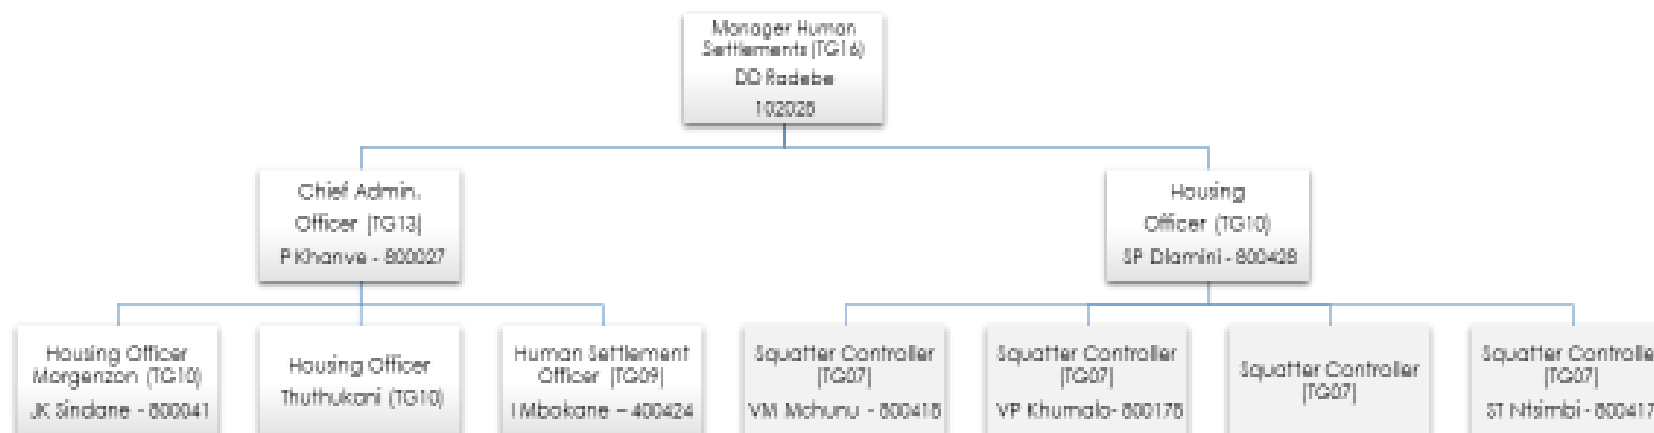 Manager Human
Settlements (TG16)
DD Radebe
102028
Chief Admin.
Officer (TG13)
P Khanye - 800027
Housing
Officer (TG10)
SP Dlamini - 800428
Housing Officer
Morgenzon (TG10)
JK Sindane - 800041
Housing Officer
Thuthukani (TG10)
Human Settlement
Officer (TG09)
I Mbokane – 400424
Squatter Controller
(TG07)
VM Mchunu - 800418
Squatter Controller
(TG07)
VP Khumalo- 800178
Squatter Controller
(TG07)
Squatter Controlle
(TG07)
ST Ntsimbi - 800417